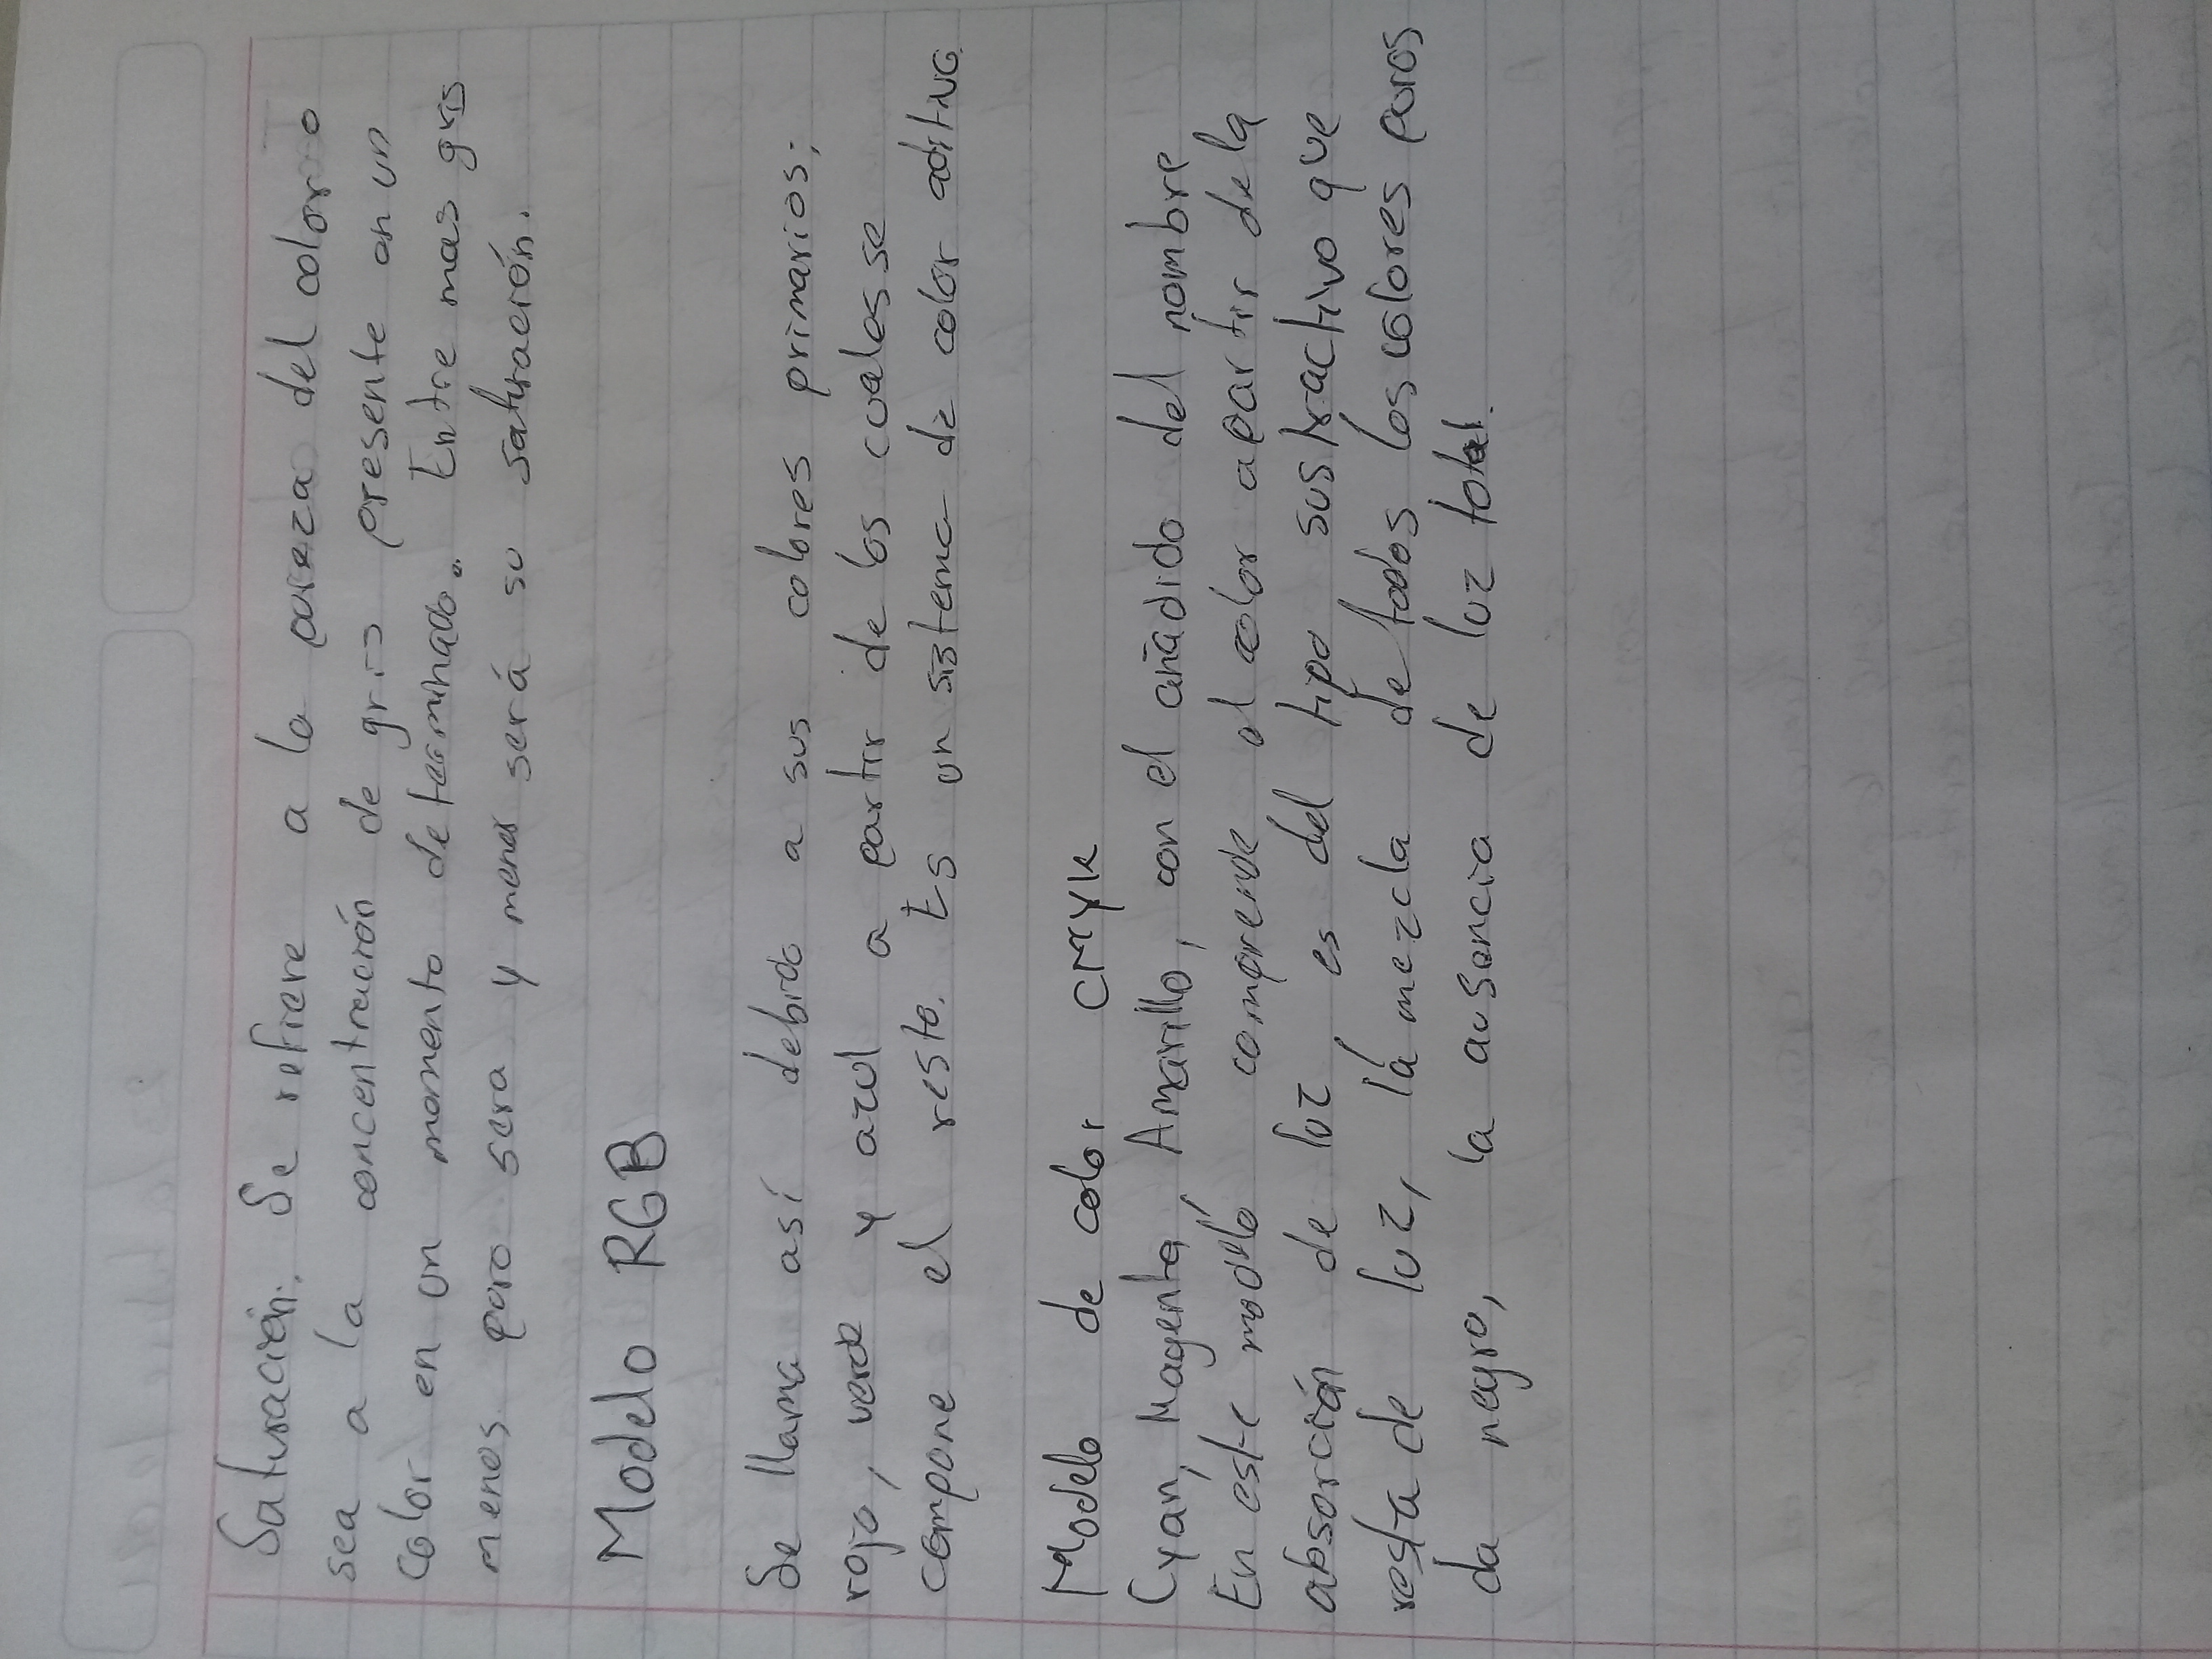 Saturación. Se refiere a la pureza del color o
sea a la concentración de gris presente en un
color en un momento determinado. Entre mas gris
menos puro sera y menor será su saturación.
Modelo RGB
Se llama así debido a sus colores primarios;
rojo, verde y azul a partir de los cuales se
compone el resto. Es un sistema de color aditivo.
Modelo de color CMYK
Cyan, Magenta, Amarillo, con el añadido del nombre
En este modelo comprende el color apartir de la
absorción de luz, es del tipo sustractivo que
resta de luz, la mezcla de todos los colores puros
da negro, la ausencia de luz total.